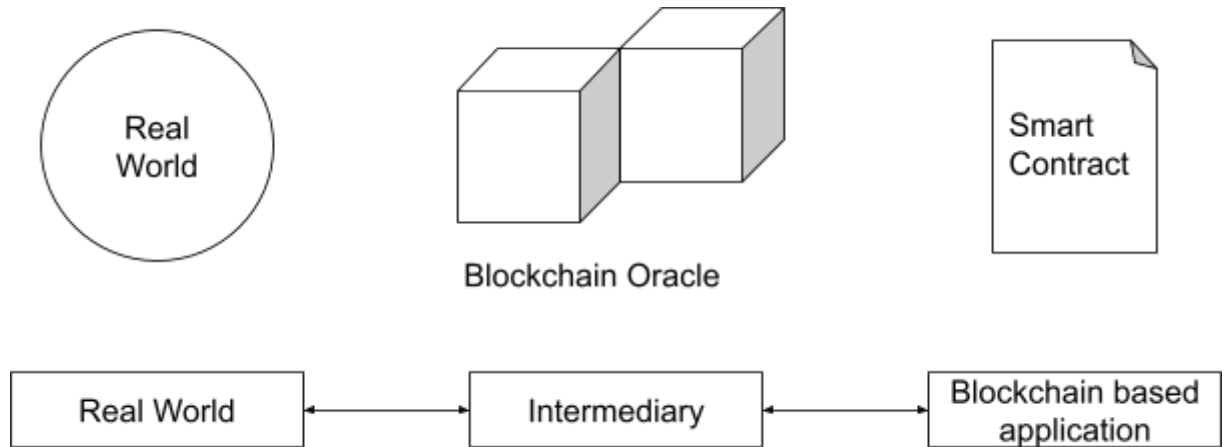 Real
World
Smart
Contract
Blockchain Oracle
Real World
Intermediary
Blockchain based
application